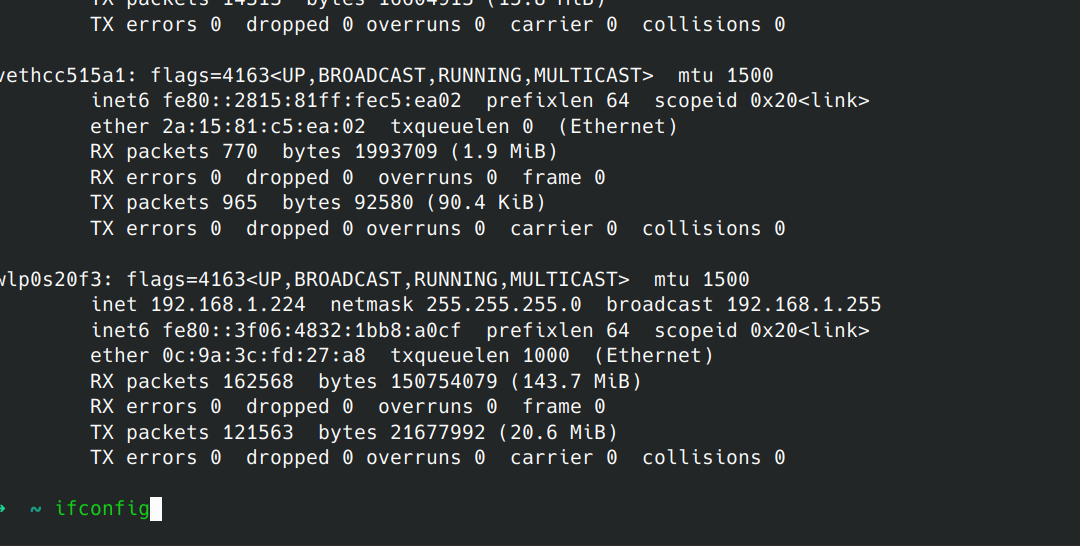 TX packets 14313  bytes 16604913 (15.8 MiB)
TX errors 0  dropped 0 overruns 0  carrier 0  collisions 0
vethcc515a1: flags=4163<UP,BROADCAST,RUNNING,MULTICAST>  mtu 1500
inet6 fe80::2815:81ff:fec5:ea02  prefixlen 64  scopeid 0x20<link>
ether 2a:15:81:c5:ea:02  txqueuelen 0  (Ethernet)
RX packets 770  bytes 1993709 (1.9 MiB)
RX errors 0  dropped 0  overruns 0  frame 0
TX packets 965  bytes 92580 (90.4 KiB)
TX errors 0  dropped 0 overruns 0  carrier 0  collisions 0
wlp0s20f3: flags=4163<UP,BROADCAST,RUNNING,MULTICAST>  mtu 1500
inet 192.168.1.224  netmask 255.255.255.0  broadcast 192.168.1.255
inet6 fe80::3f06:4832:1bb8:a0cf  prefixlen 64  scopeid 0x20<link>
ether 0c:9a:3c:fd:27:a8  txqueuelen 1000  (Ethernet)
RX packets 162568  bytes 150754079 (143.7 MiB)
RX errors 0  dropped 0  overruns 0  frame 0
TX packets 121563  bytes 21677992 (20.6 MiB)
TX errors 0  dropped 0 overruns 0  carrier 0  collisions 0
➜  ~ ifconfig